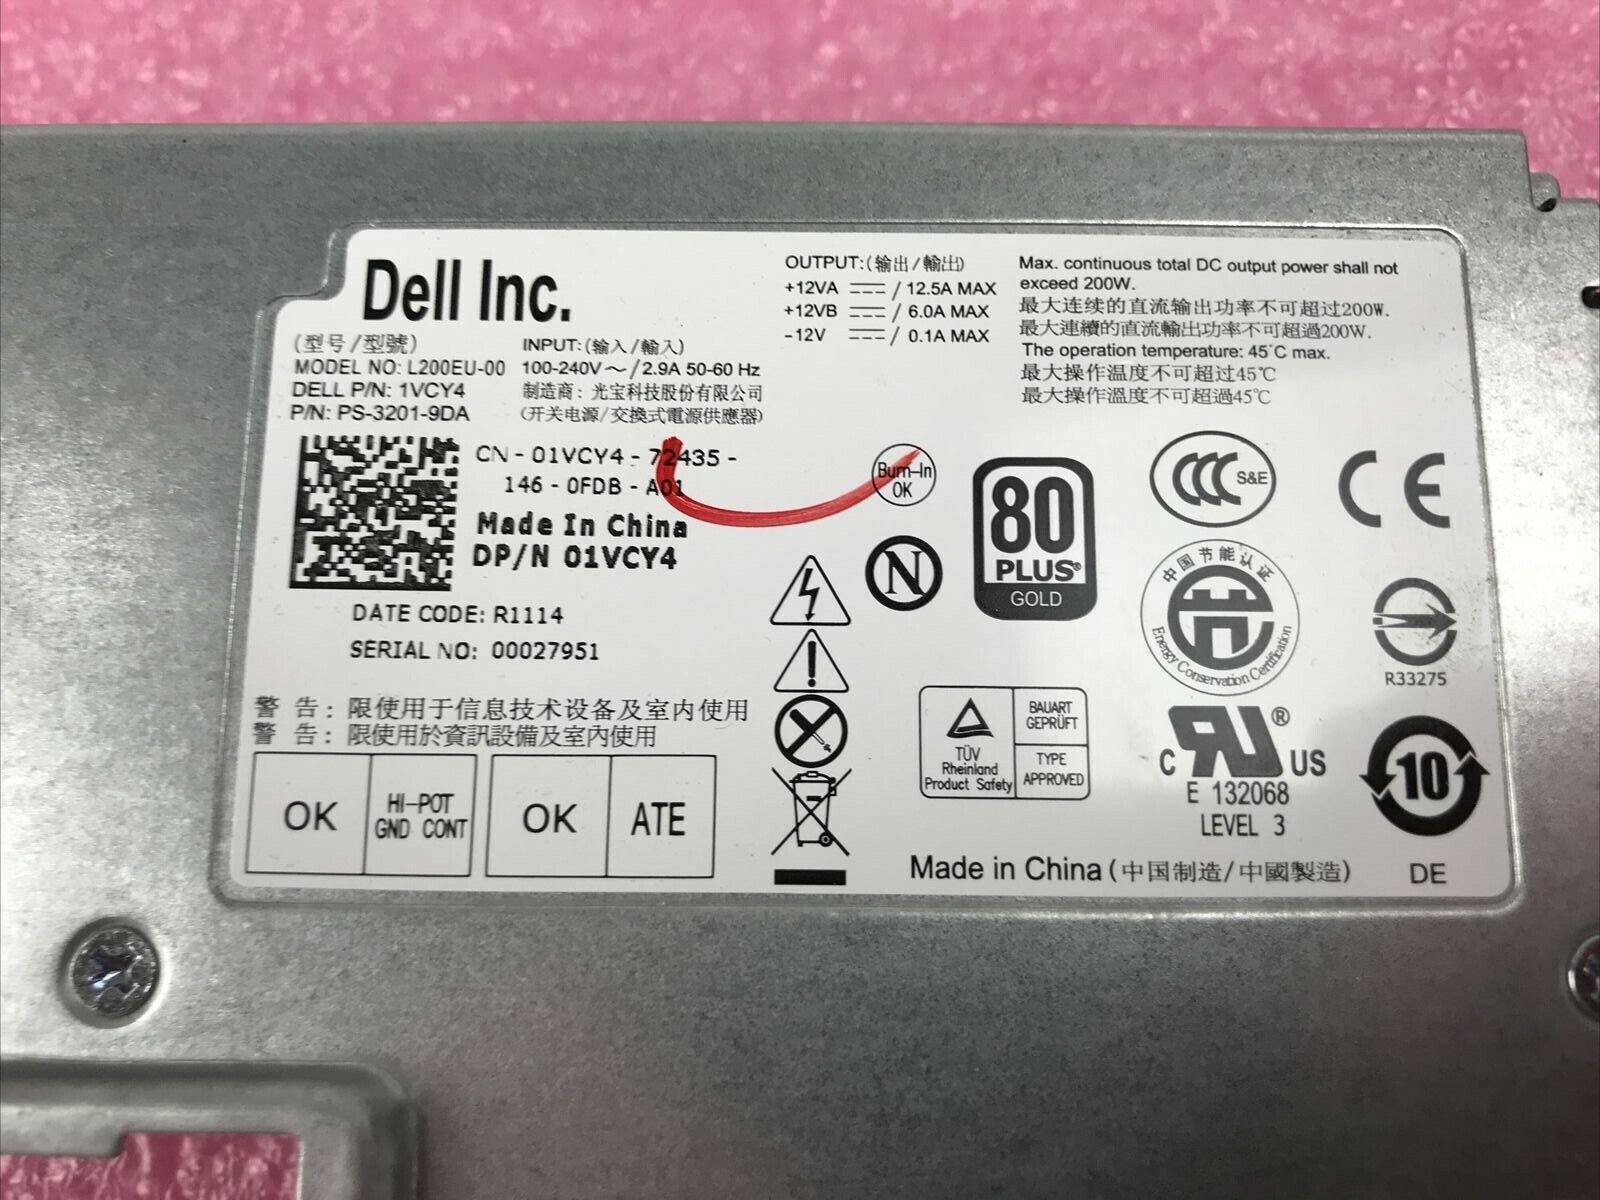 Dell Inc.
(型号/型號)
MODEL NO: L200EU-00
DELL P/N: 1VCY4
P/N: PS-3201-9DA
INPUT:(输入/輸入)
100-240V～/2.9A 50-60 Hz
制造商: 光宝科技股份有限公司
(开关电源/交換式電源供應器)
OUTPUT:(输出/輸出)
+12VA / 12.5A MAX
+12VB / 6.0A MAX
-12V / 0.1A MAX
Max. continuous total DC output power shall not
exceed 200W.
最大连续的直流输出功率不可超过200W.
最大連續的直流輸出功率不可超過200W.
The operation temperature: 45°C max.
最大操作温度不可超过45℃
最大操作溫度不可超過45℃
CN - 01VCY4 - 72435 -
146 - 0FDB - A01
Made In China
DP/N 01VCY4
DATE CODE: R1114
SERIAL NO: 00027951
Burn-In
OK
N
80
PLUS®
GOLD
CCC S&E
CE
中国节能认证
Energy Conservation Certification
R33275
警 告: 限使用于信息技术设备及室内使用
警 告: 限使用於資訊設備及室內使用
OK
HI-POT
GND CONT
OK
ATE
TÜV
Rheinland
Product Safety
BAUART
GEPRÜFT
TYPE
APPROVED
C RU® US
E 132068
LEVEL 3
10
Made in China (中国制造/中國製造)
DE